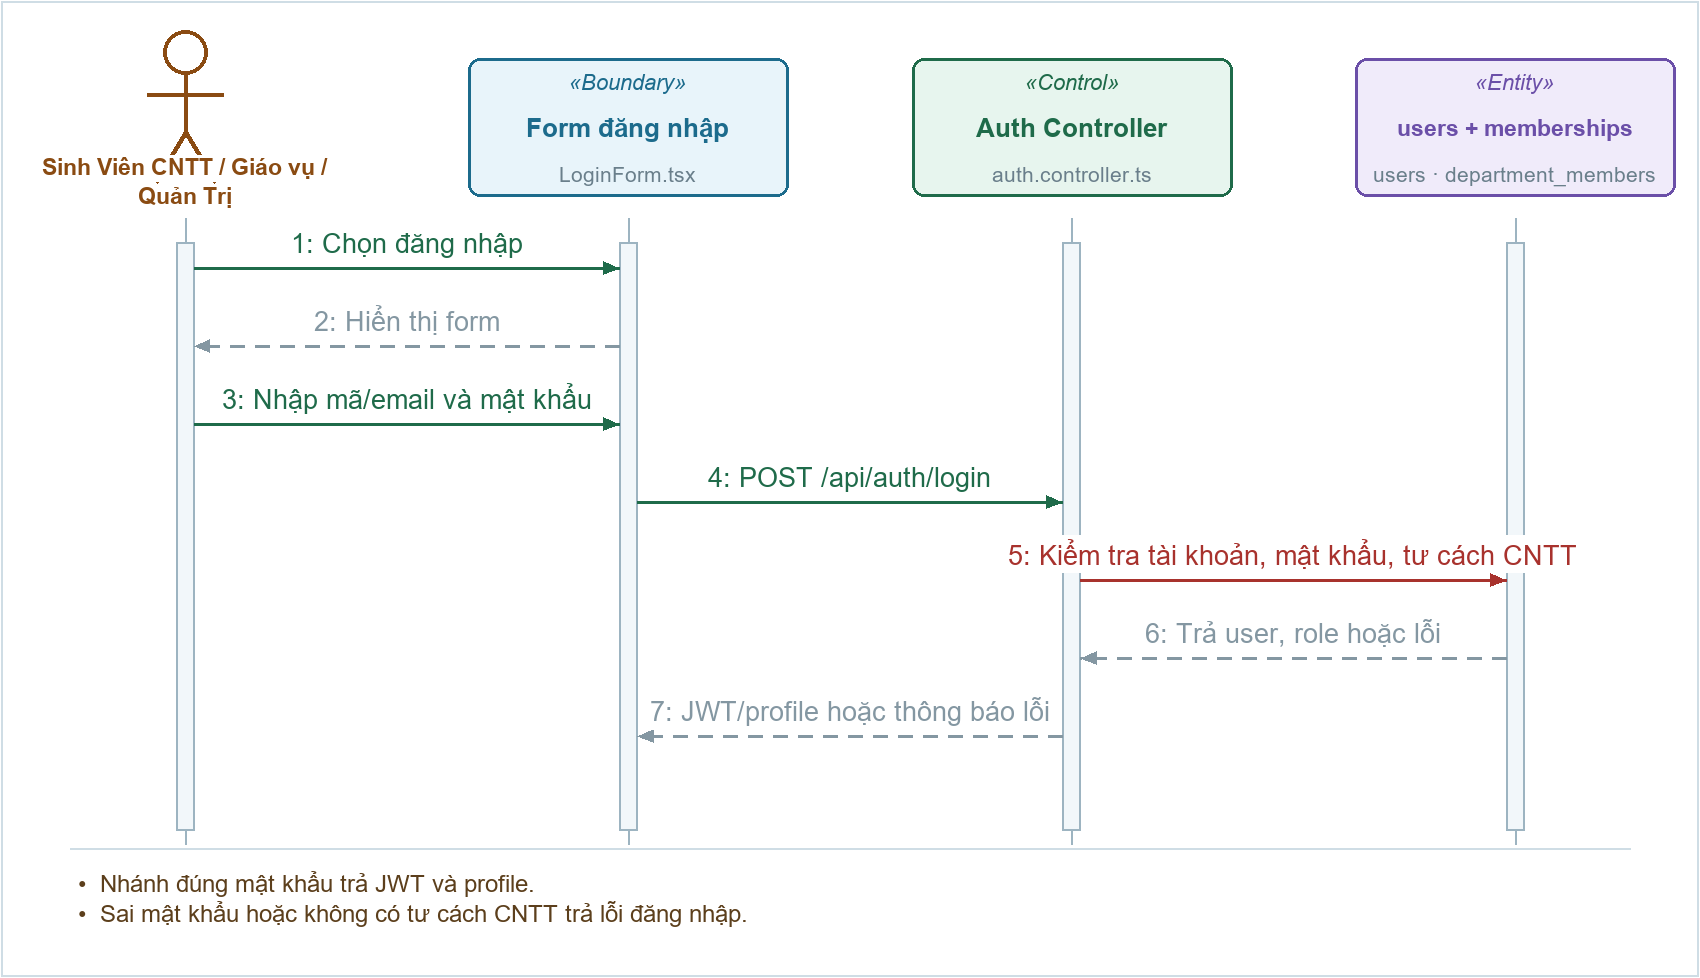 Sinh Viên CNTT / Giáo vụ /
Quản Trị
«Boundary»
Form đăng nhập
LoginForm.tsx
«Control»
Auth Controller
auth.controller.ts
«Entity»
users + memberships
users · department_members
1: Chọn đăng nhập
2: Hiển thị form
3: Nhập mã/email và mật khẩu
4: POST /api/auth/login
5: Kiểm tra tài khoản, mật khẩu, tư cách CNTT
6: Trả user, role hoặc lỗi
7: JWT/profile hoặc thông báo lỗi
• Nhánh đúng mật khẩu trả JWT và profile.
• Sai mật khẩu hoặc không có tư cách CNTT trả lỗi đăng nhập.